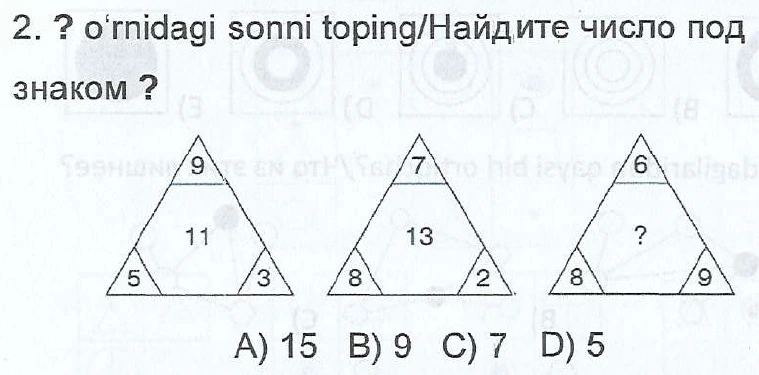 2. ? o‘rnidagi sonni toping/Найдите число под
знаком ?
9 7 6
11 13 ?
5 3 8 2 8 9
A) 15 B) 9 C) 7 D) 5